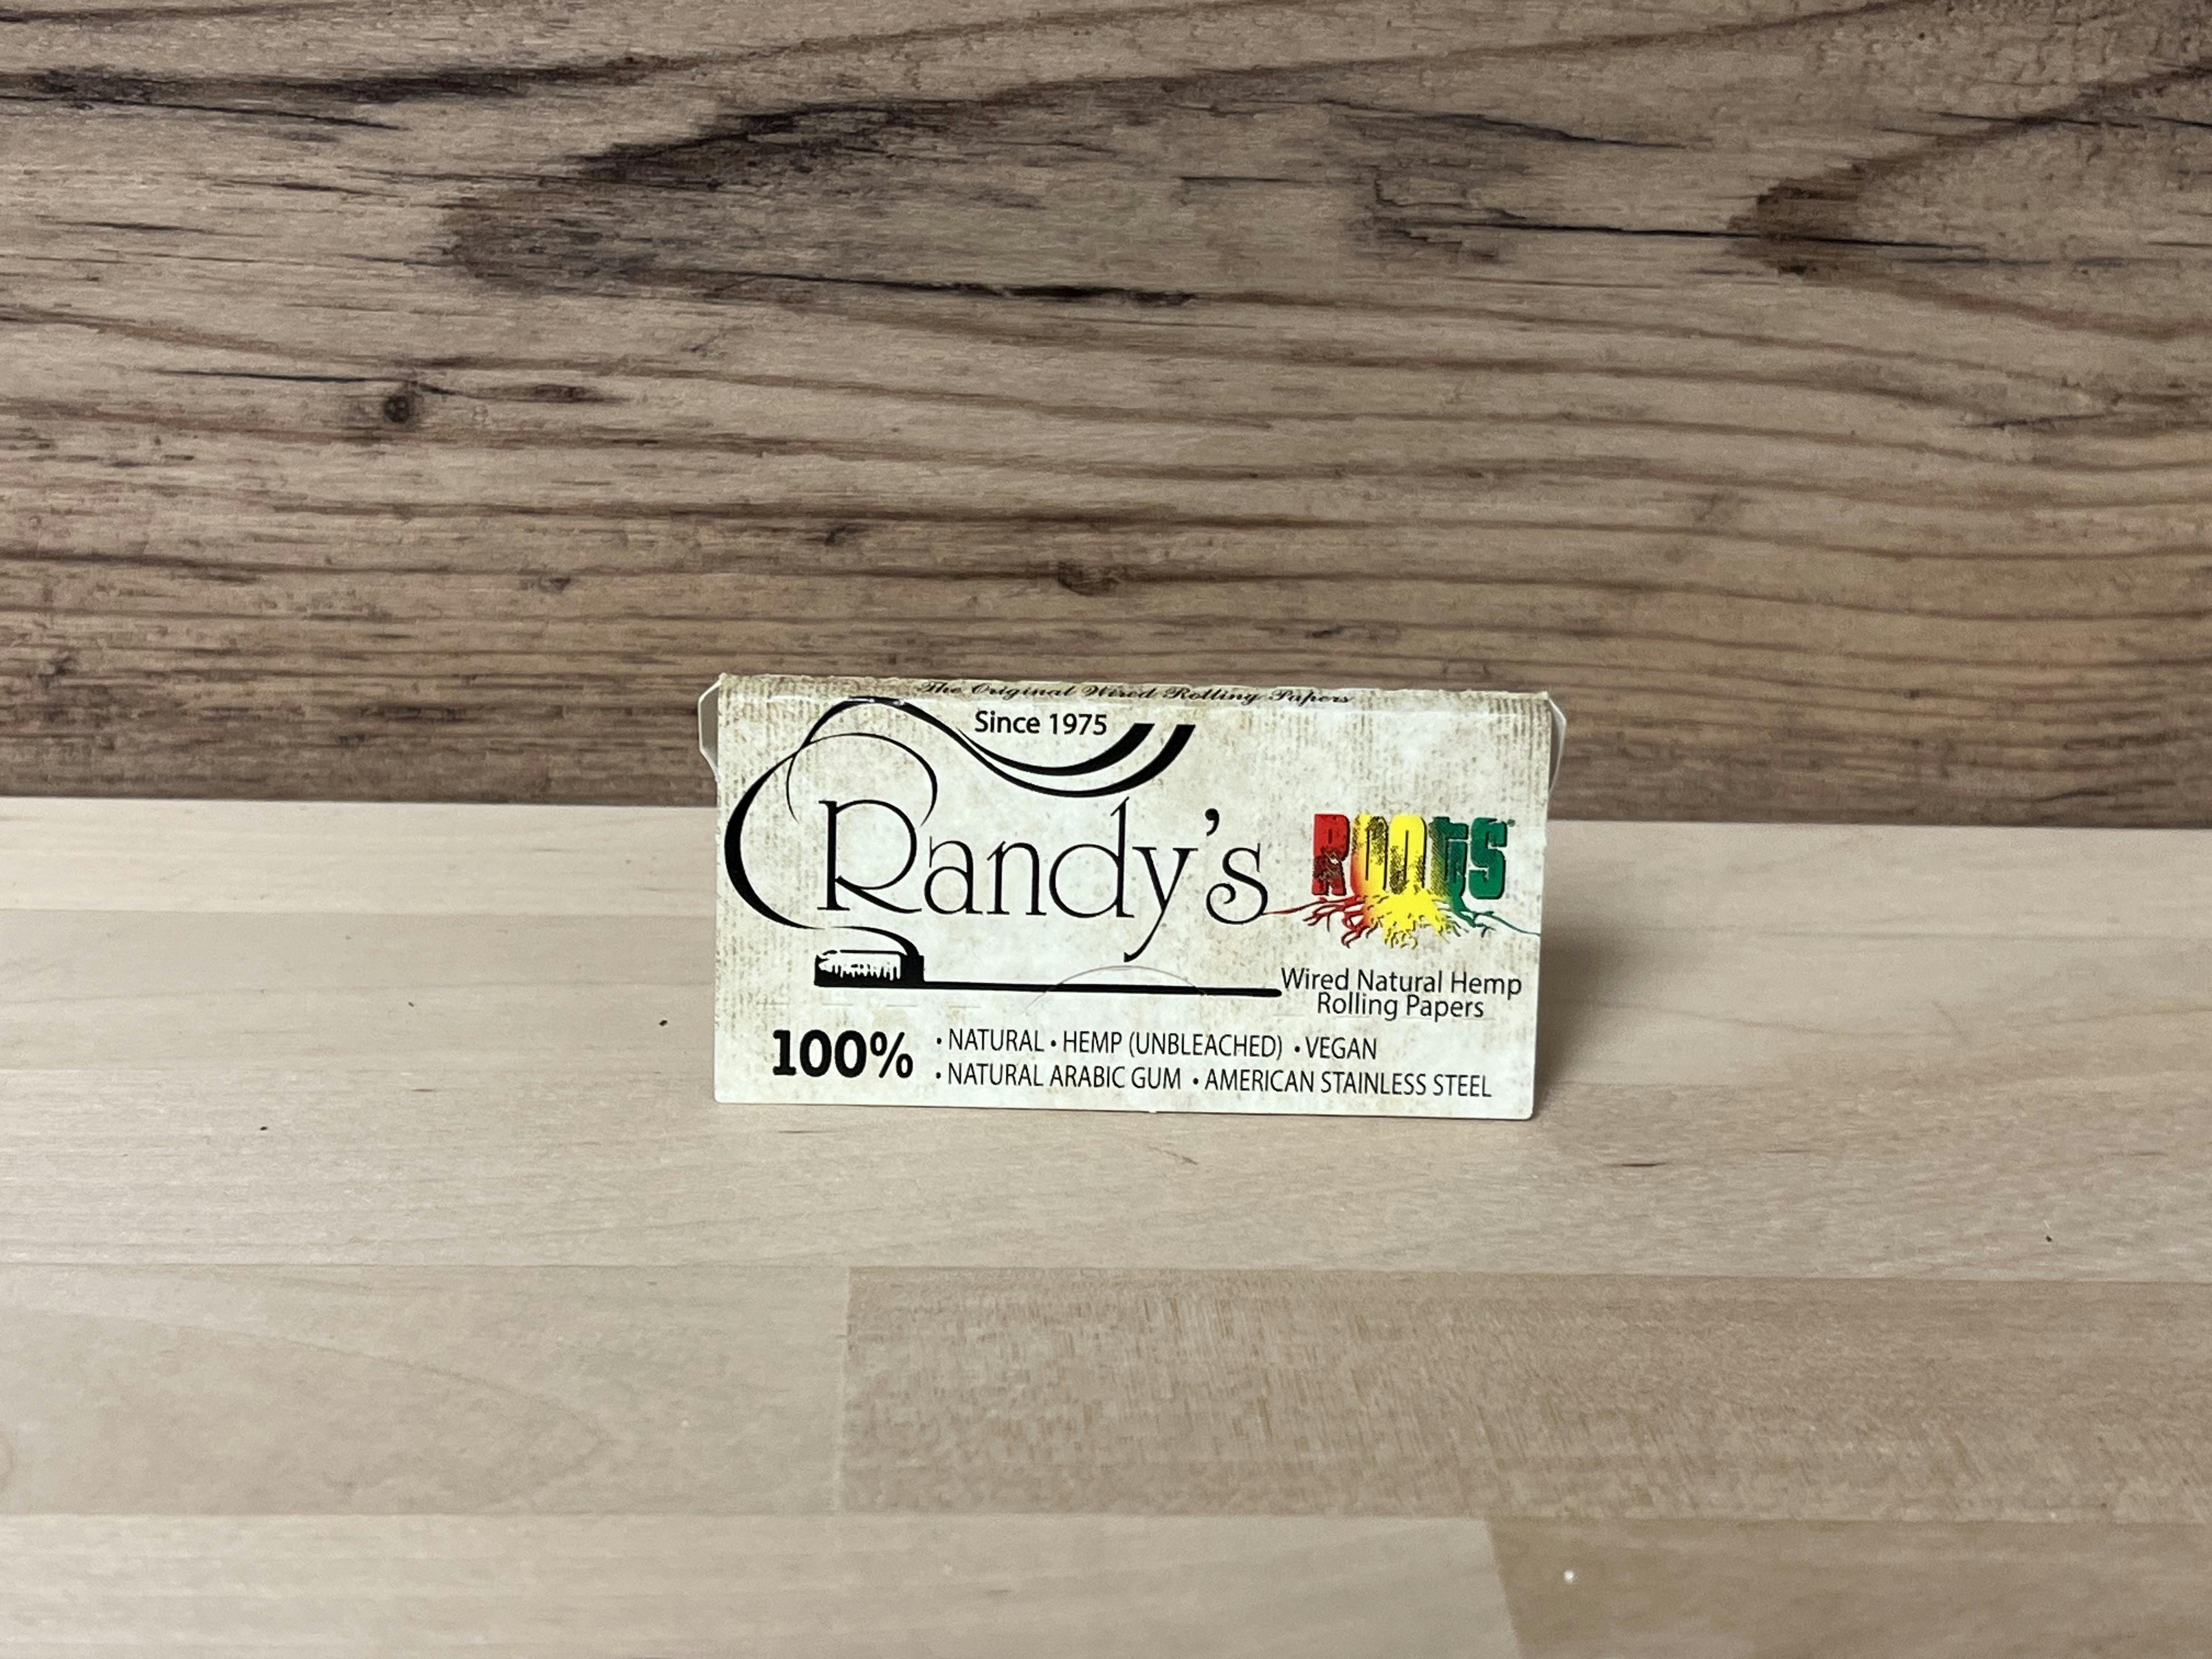 The Original Wired Rolling Papers
Since 1975
Randy's
ROOTS®
Wired Natural Hemp
Rolling Papers
100%
• NATURAL • HEMP (UNBLEACHED) • VEGAN
• NATURAL ARABIC GUM • AMERICAN STAINLESS STEEL